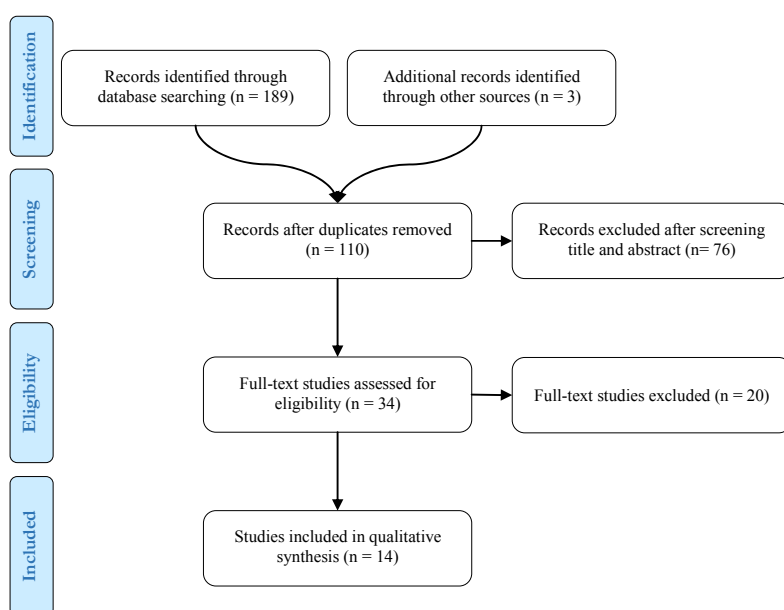 Identification
Records identified through
database searching (n = 189)
Additional records identified
through other sources (n = 3)
Screening
Records after duplicates removed
(n = 110)
Records excluded after screening
title and abstract (n= 76)
Eligibility
Full-text studies assessed for
eligibility (n = 34)
Full-text studies excluded (n = 20)
Included
Studies included in qualitative
synthesis (n = 14)